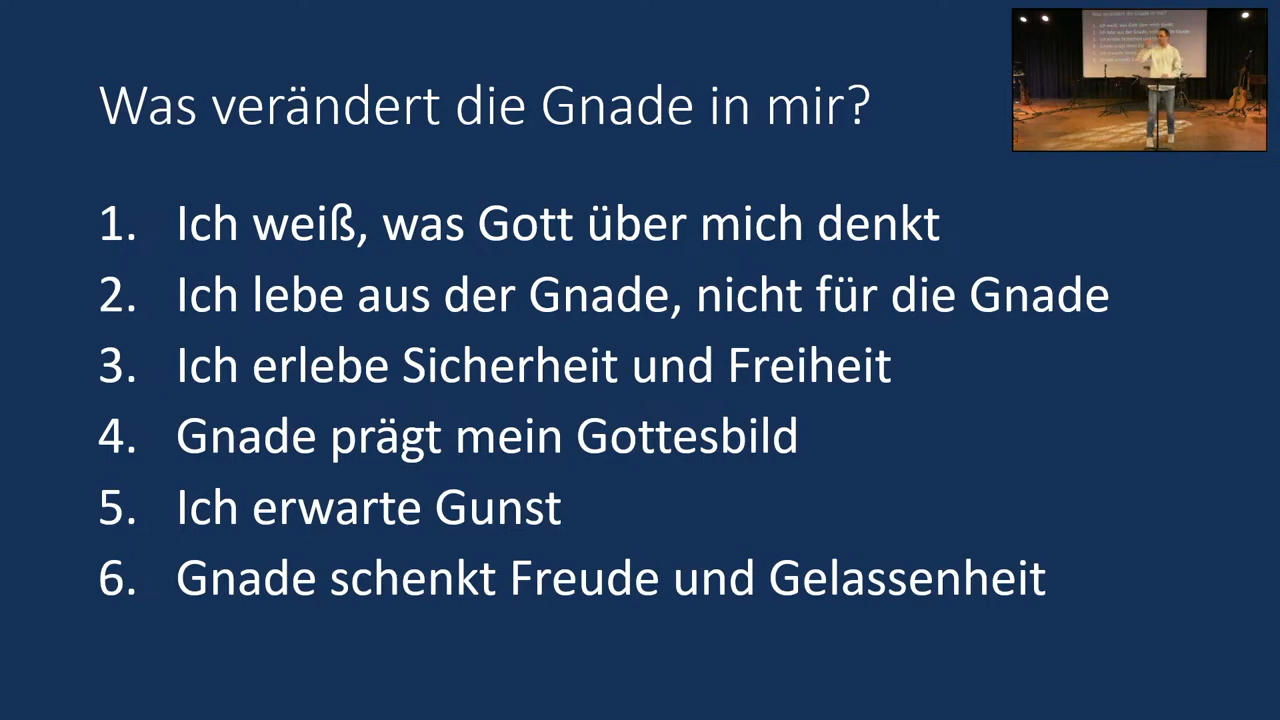 Was verändert die Gnade in mir?
1. Ich weiß, was Gott über mich denkt
2. Ich lebe aus der Gnade, nicht für die Gnade
3. Ich erlebe Sicherheit und Freiheit
4. Gnade prägt mein Gottesbild
5. Ich erwarte Gunst
6. Gnade schenkt Freude und Gelassenheit